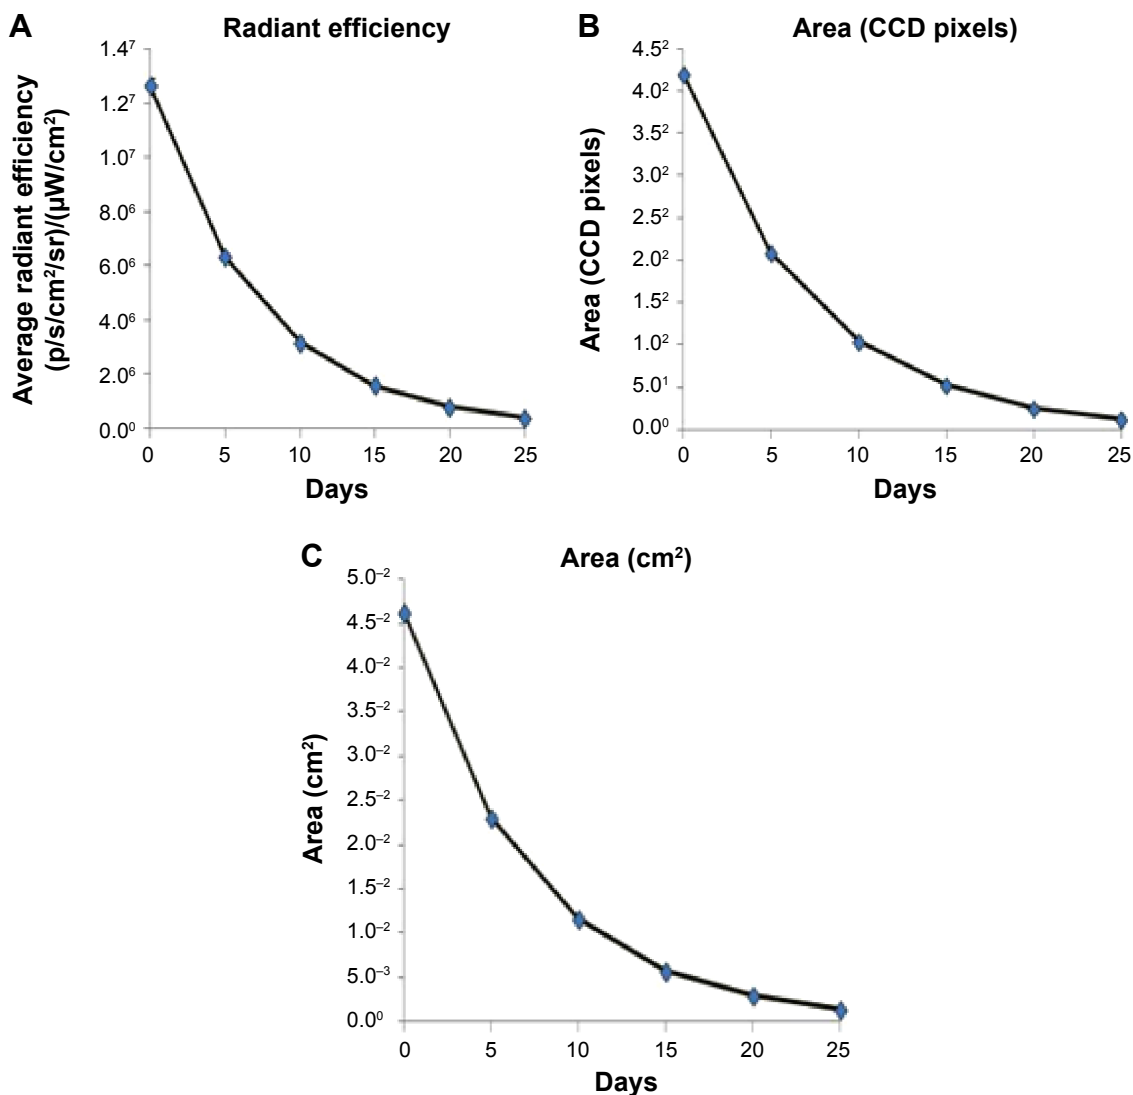 A
Radiant efficiency
Average radiant efficiency
(p/s/cm²/sr)/(µW/cm²)
1.4⁷
1.2⁷
1.0⁷
8.0⁶
6.0⁶
4.0⁶
2.0⁶
0.0⁰
0 5 10 15 20 25
Days
B
Area (CCD pixels)
Area (CCD pixels)
4.5²
4.0²
3.5²
3.0²
2.5²
2.0²
1.5²
1.0²
5.0¹
0.0⁰
0 5 10 15 20 25
Days
C
Area (cm²)
Area (cm²)
5.0⁻²
4.5⁻²
4.0⁻²
3.5⁻²
3.0⁻²
2.5⁻²
2.0⁻²
1.5⁻²
1.0⁻²
5.0⁻³
0.0⁰
0 5 10 15 20 25
Days